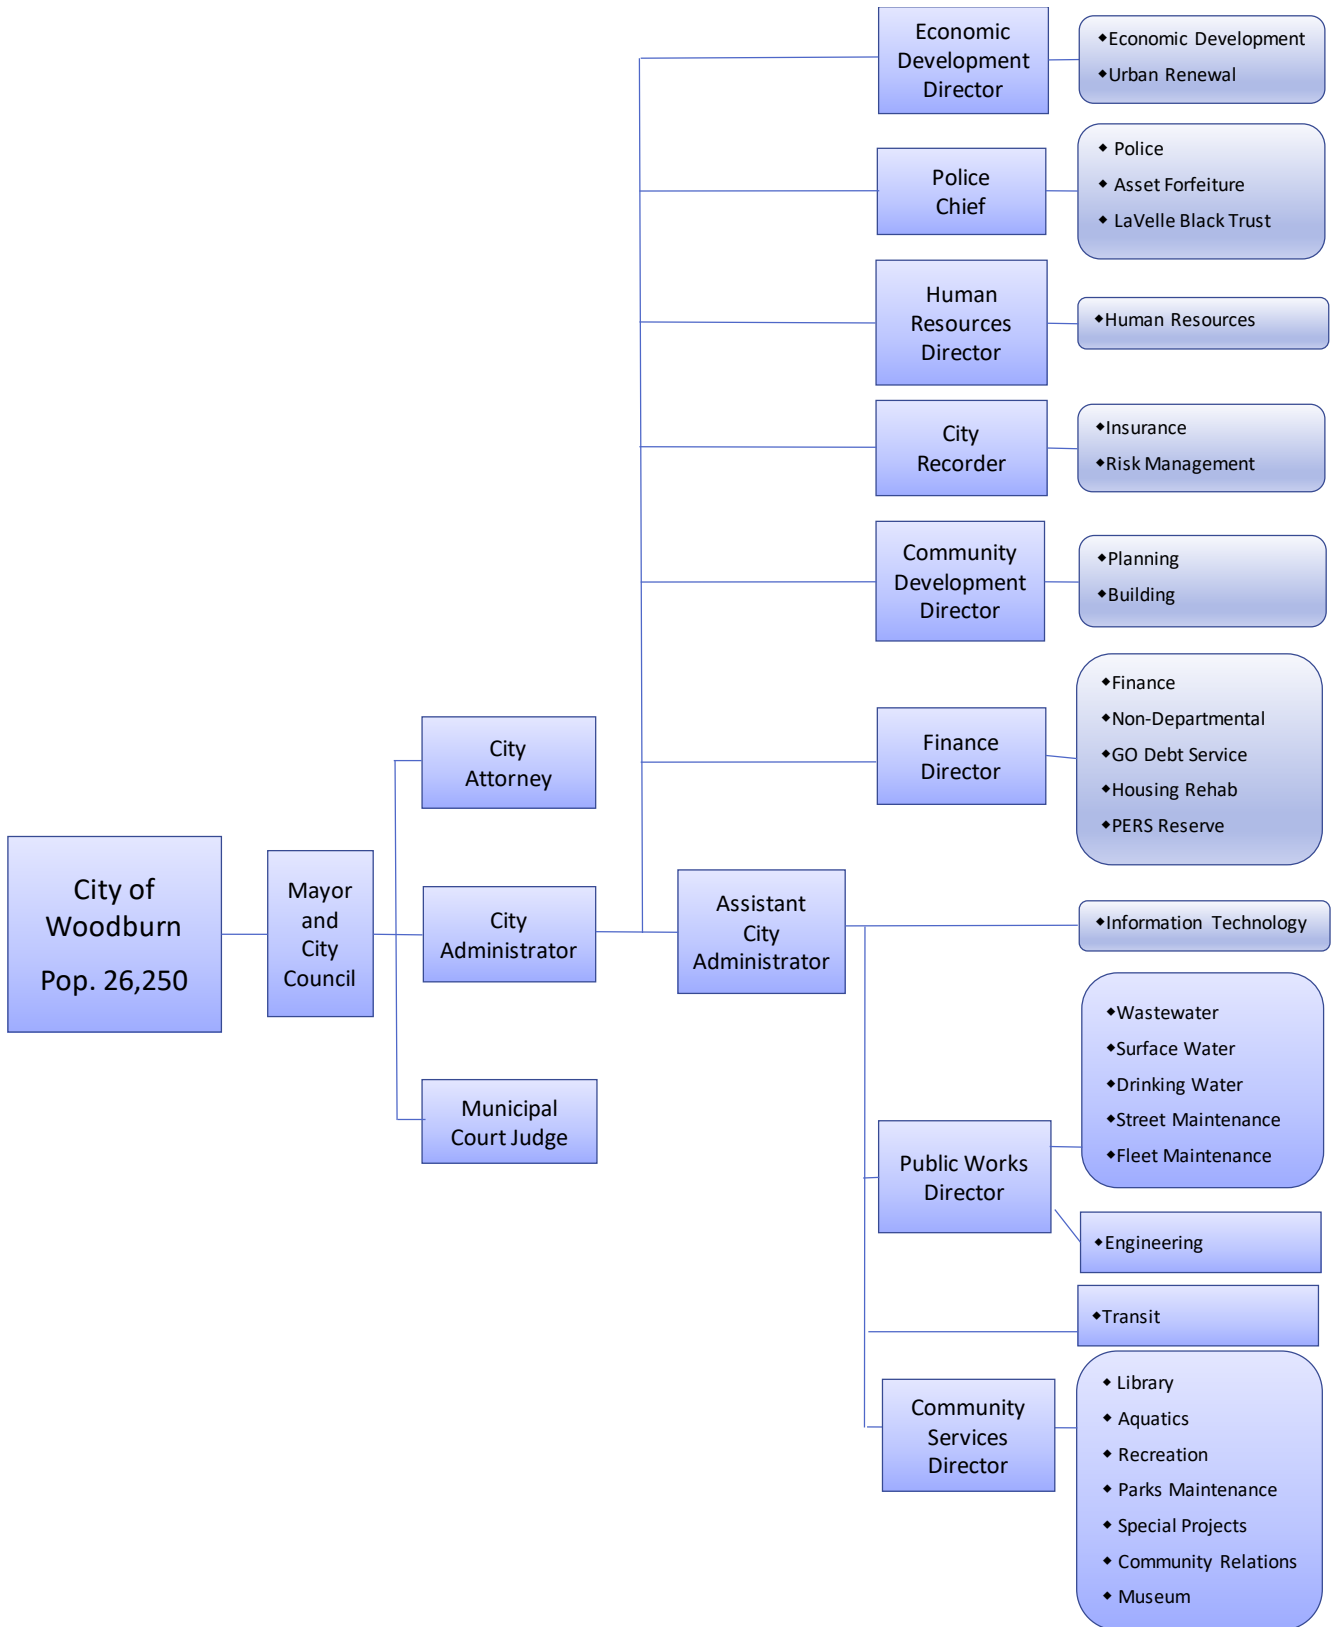 City of
Woodburn
Pop. 26,250
Mayor
and
City
Council
City
Attorney
City
Administrator
Municipal
Court Judge
Assistant
City
Administrator
Economic
Development
Director
◆Economic Development
◆Urban Renewal
Police
Chief
◆ Police
◆ Asset Forfeiture
◆ LaVelle Black Trust
Human
Resources
Director
◆Human Resources
City
Recorder
◆Insurance
◆Risk Management
Community
Development
Director
◆Planning
◆Building
Finance
Director
◆Finance
◆Non-Departmental
◆GO Debt Service
◆Housing Rehab
◆PERS Reserve
◆Information Technology
Public Works
Director
◆Wastewater
◆Surface Water
◆Drinking Water
◆Street Maintenance
◆Fleet Maintenance
◆Engineering
◆Transit
Community
Services
Director
◆ Library
◆ Aquatics
◆ Recreation
◆ Parks Maintenance
◆ Special Projects
◆ Community Relations
◆ Museum